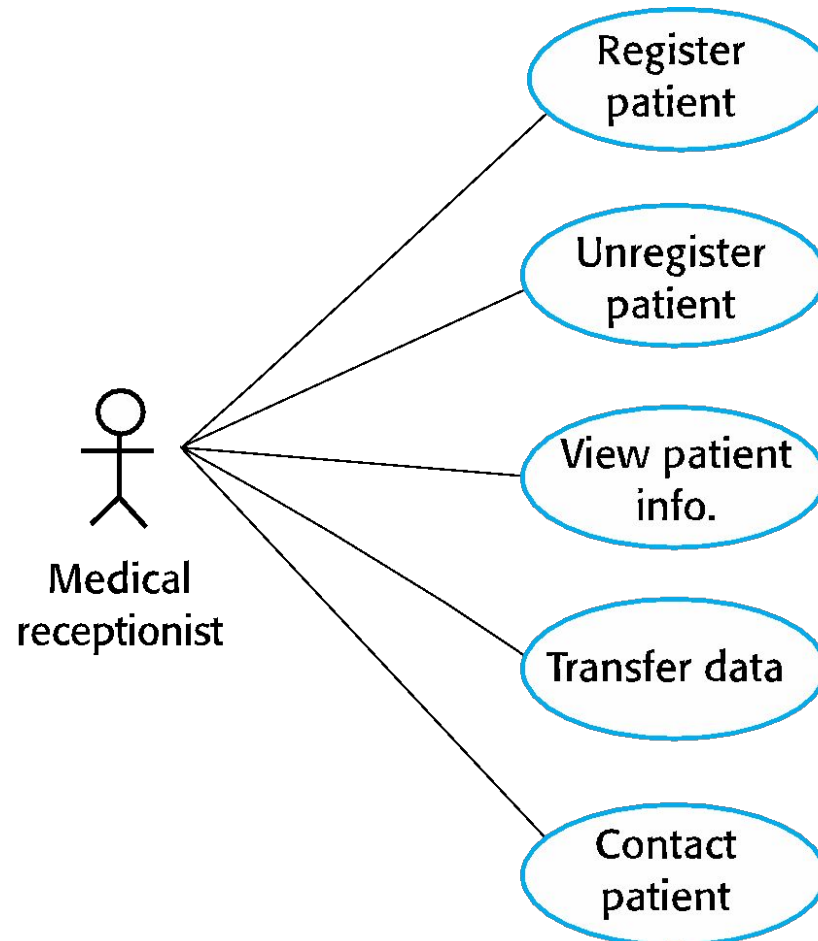 Register
patient
Unregister
patient
View patient
info.
Medical
receptionist
Transfer data
Contact
patient